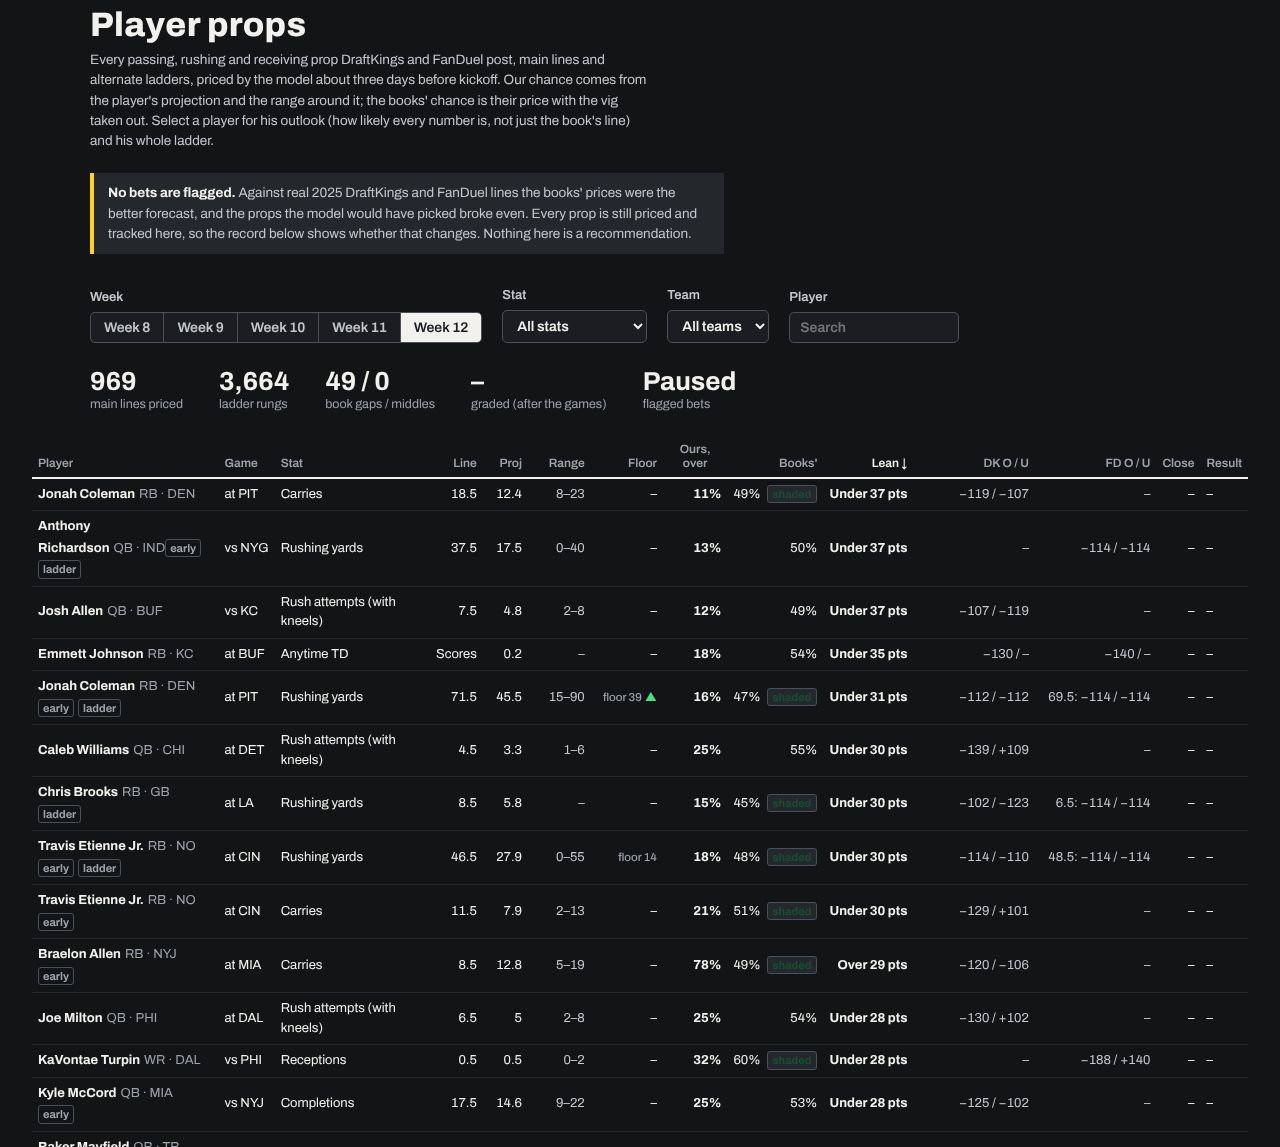 Player props
Every passing, rushing and receiving prop DraftKings and FanDuel post, main lines and
alternate ladders, priced by the model about three days before kickoff. Our chance comes from
the player's projection and the range around it; the books' chance is their price with the vig
taken out. Select a player for his outlook (how likely every number is, not just the book's line)
and his whole ladder.
No bets are flagged. Against real 2025 DraftKings and FanDuel lines the books' prices were the
better forecast, and the props the model would have picked broke even. Every prop is still priced and
tracked here, so the record below shows whether that changes. Nothing here is a recommendation.
Week Stat Team Player
Week 8 Week 9 Week 10 Week 11 Week 12 All stats All teams Search
969 3,664 49 / 0 – Paused
main lines priced ladder rungs book gaps / middles graded (after the games) flagged bets
Player Game Stat Line Proj Range Floor Ours, over Books' Lean ↓ DK O / U FD O / U Close Result
Jonah Coleman RB · DEN at PIT Carries 18.5 12.4 8–23 – 11% 49% shaded Under 37 pts −119 / −107 – – –
Anthony
Richardson QB · IND early vs NYG Rushing yards 37.5 17.5 0–40 – 13% 50% Under 37 pts – −114 / −114 – –
ladder
Josh Allen QB · BUF vs KC Rush attempts (with kneels) 7.5 4.8 2–8 – 12% 49% Under 37 pts −107 / −119 – – –
Emmett Johnson RB · KC at BUF Anytime TD Scores 0.2 – – 18% 54% Under 35 pts −130 / – −140 / – – –
Jonah Coleman RB · DEN early ladder at PIT Rushing yards 71.5 45.5 15–90 floor 39 ▲ 16% 47% shaded Under 31 pts −112 / −112 69.5: −114 / −114 – –
Caleb Williams QB · CHI at DET Rush attempts (with kneels) 4.5 3.3 1–6 – 25% 55% Under 30 pts −139 / +109 – – –
Chris Brooks RB · GB ladder at LA Rushing yards 8.5 5.8 – – 15% 45% shaded Under 30 pts −102 / −123 6.5: −114 / −114 – –
Travis Etienne Jr. RB · NO early ladder at CIN Rushing yards 46.5 27.9 0–55 floor 14 18% 48% shaded Under 30 pts −114 / −110 48.5: −114 / −114 – –
Travis Etienne Jr. RB · NO early at CIN Carries 11.5 7.9 2–13 – 21% 51% shaded Under 30 pts −129 / +101 – – –
Braelon Allen RB · NYJ early at MIA Carries 8.5 12.8 5–19 – 78% 49% shaded Over 29 pts −120 / −106 – – –
Joe Milton QB · PHI at DAL Rush attempts (with kneels) 6.5 5 2–8 – 25% 54% Under 28 pts −130 / +102 – – –
KaVontae Turpin WR · DAL vs PHI Receptions 0.5 0.5 0–2 – 32% 60% shaded Under 28 pts – −188 / +140 – –
Kyle McCord QB · MIA early vs NYJ Completions 17.5 14.6 9–22 – 25% 53% Under 28 pts −125 / −102 – – –
Baker Mayfield QB · TB